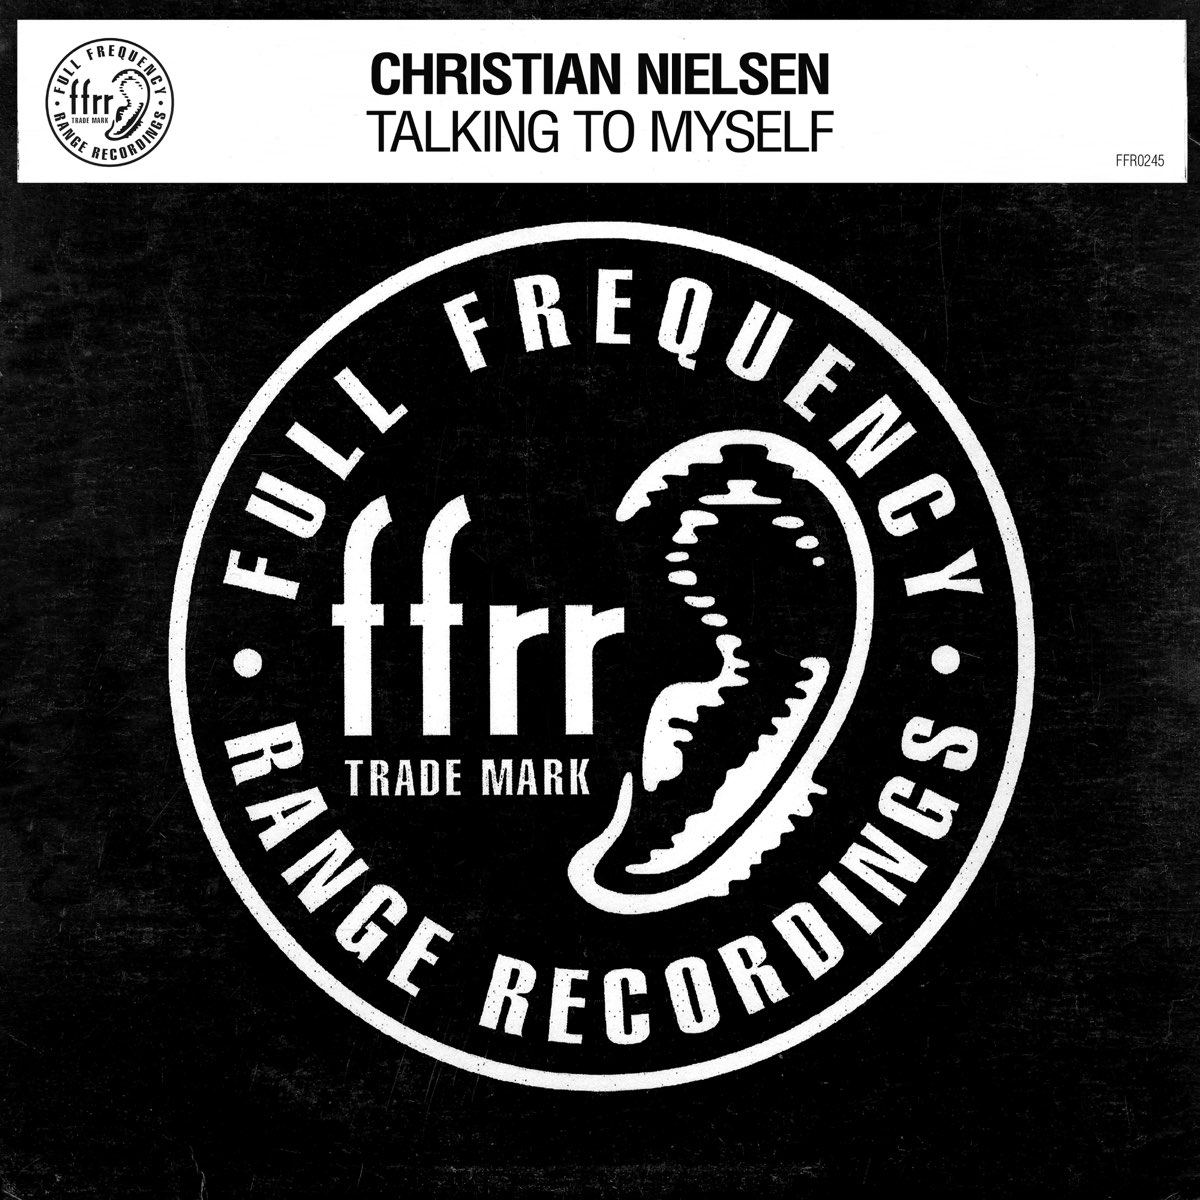 FULL FREQUENCY
ffrr
TRADE MARK
RANGE RECORDINGS
CHRISTIAN NIELSEN
TALKING TO MYSELF
FFR0245
FULL FREQUENCY
ffrr
TRADE MARK
RANGE RECORDINGS